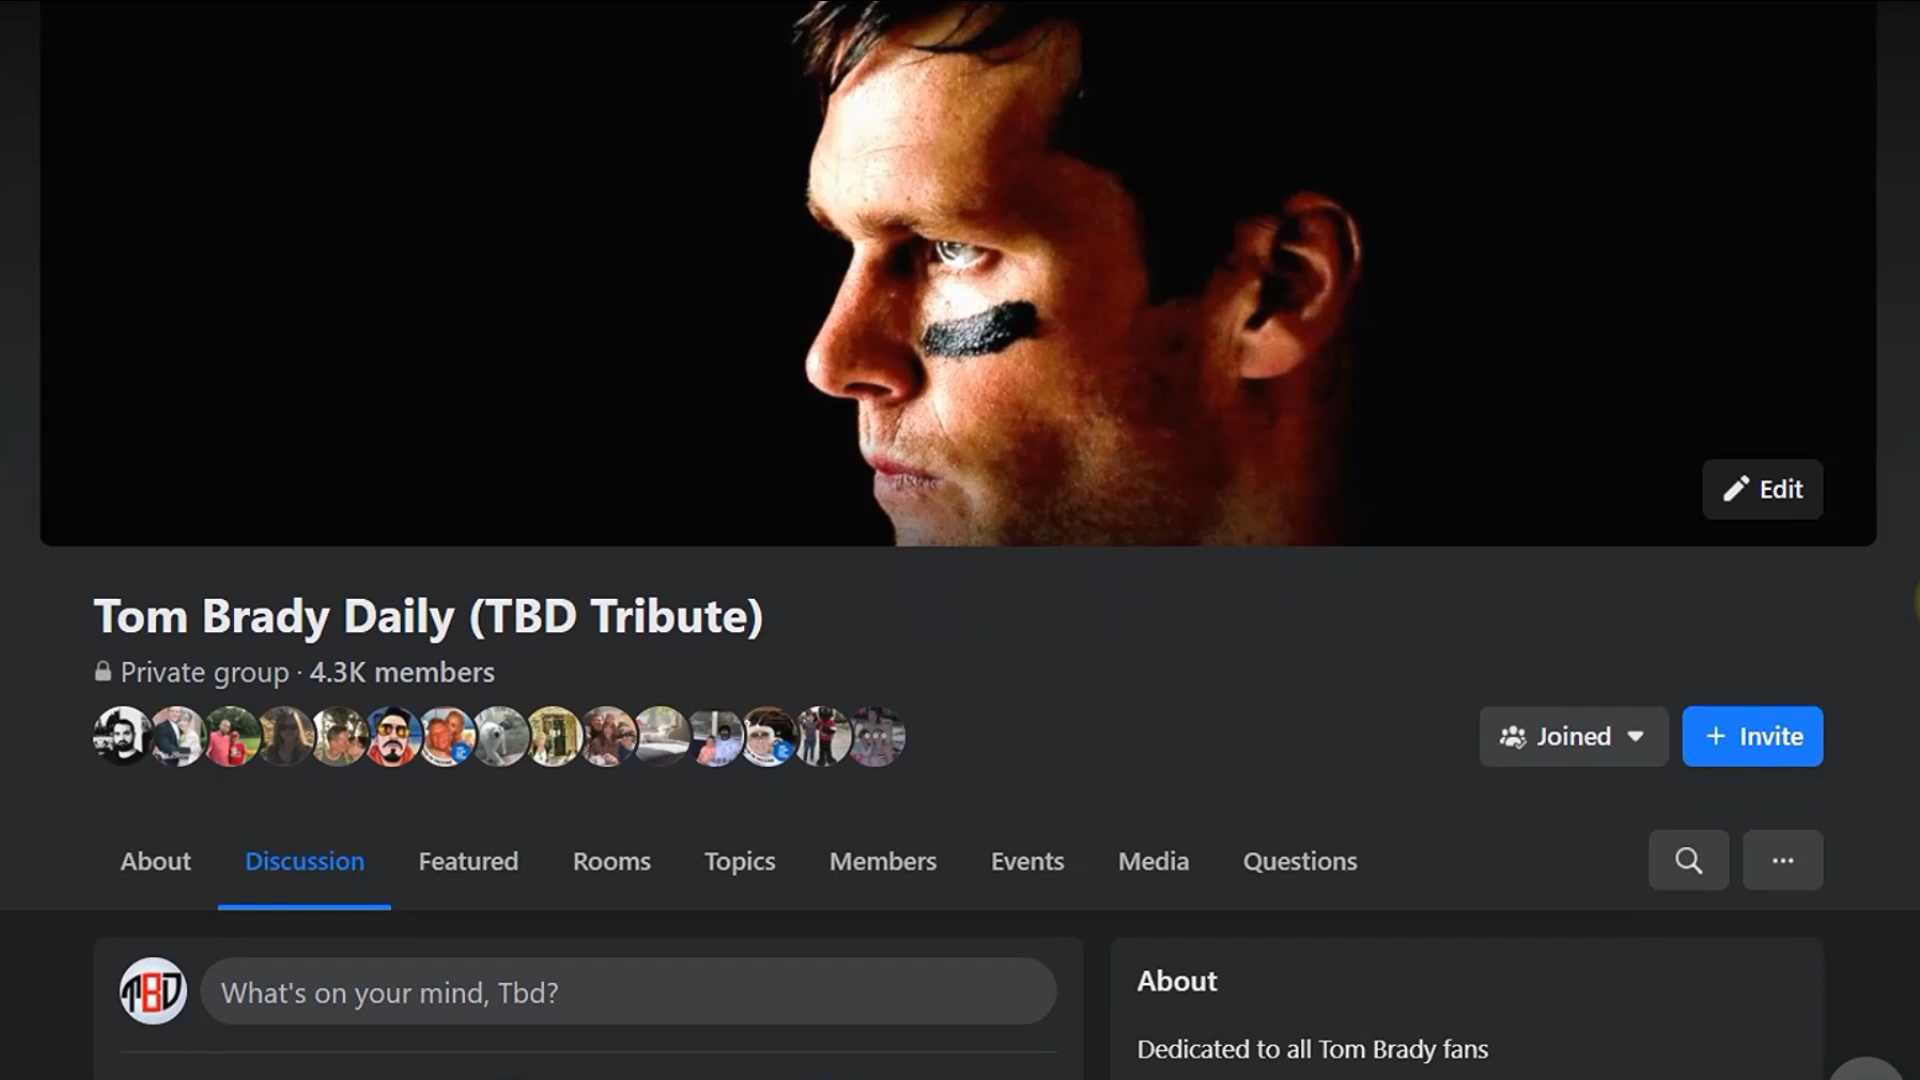 Edit
Tom Brady Daily (TBD Tribute)
Private group · 4.3K members
Joined
+ Invite
About
Discussion
Featured
Rooms
Topics
Members
Events
Media
Questions
TBD
What's on your mind, Tbd?
About
Dedicated to all Tom Brady fans